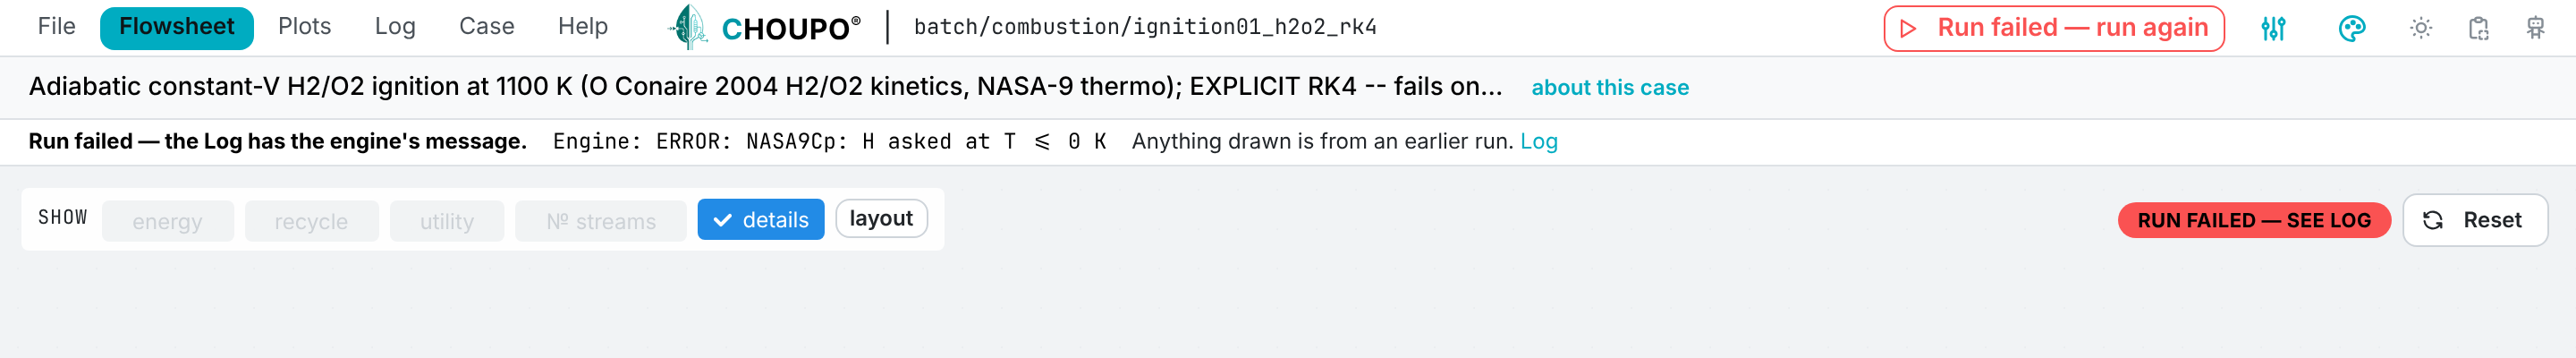 File Flowsheet Plots Log Case Help CHOUPO® | batch/combustion/ignition01_h2o2_rk4 Run failed — run again
Adiabatic constant-V H2/O2 ignition at 1100 K (O Conaire 2004 H2/O2 kinetics, NASA-9 thermo); EXPLICIT RK4 -- fails on... about this case
Run failed — the Log has the engine's message. Engine: ERROR: NASA9Cp: H asked at T <= 0 K Anything drawn is from an earlier run. Log
SHOW energy recycle utility № streams details layout RUN FAILED — SEE LOG Reset